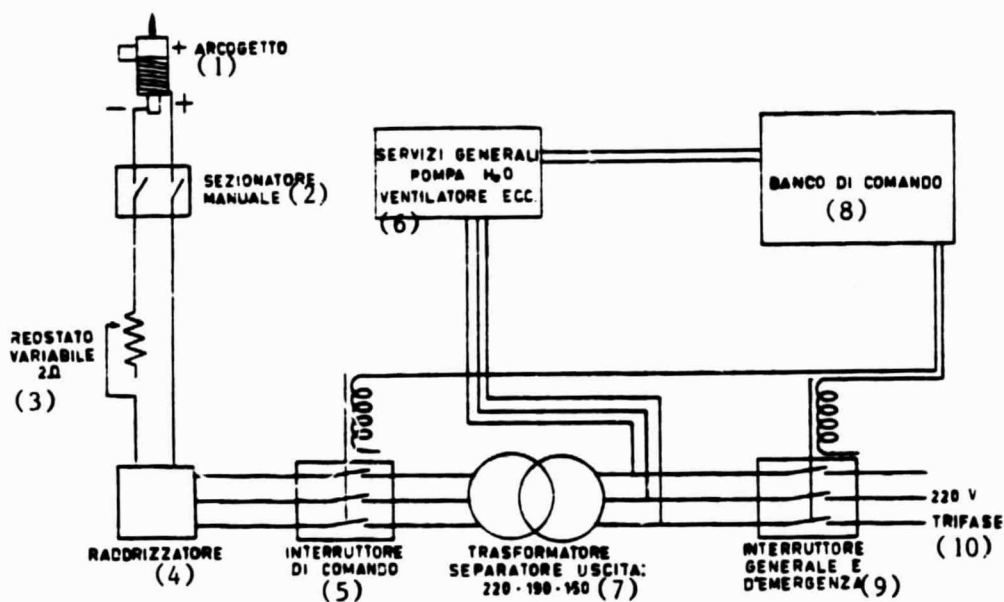 + ARCOGETTO
(1)
− +
SEZIONATORE
MANUALE (2)
SERVIZI GENERALI
POMPA H₂O
VENTILATORE ECC.
(6)
BANCO DI COMANDO
(8)
REOSTATO
VARIABILE
2Ω
(3)
220 V
TRIFASE
(10)
RADDRIZZATORE
(4)
INTERRUTTORE
DI COMANDO
(5)
TRASFORMATORE
SEPARATORE USCITA:
220 - 190 - 150 (7)
INTERRUTTORE
GENERALE E
D'EMERGENZA (9)